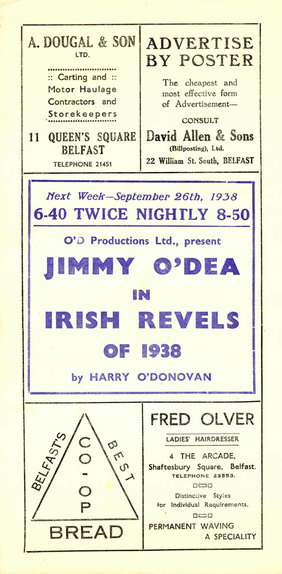 A. DOUGAL & SON
LTD.
:: Carting and ::
Motor Haulage
Contractors and
Storekeepers
11 QUEEN'S SQUARE
BELFAST
TELEPHONE 21451
ADVERTISE
BY POSTER
The cheapest and
most effective form
of Advertisement—
CONSULT
David Allen & Sons
(Billposting), Ltd.
22 William St. South, BELFAST
Next Week—September 26th, 1938
6-40 TWICE NIGHTLY 8-50
O'D Productions Ltd., present
JIMMY O'DEA
IN
IRISH REVELS
OF 1938
by HARRY O'DONOVAN
BELFAST'S
BEST
CO-OP
BREAD
FRED OLVER
LADIES' HAIRDRESSER
4 THE ARCADE,
Shaftesbury Square, Belfast.
TELEPHONE 23883.
Distinctive Styles
for Individual Requirements.
PERMANENT WAVING
A SPECIALITY